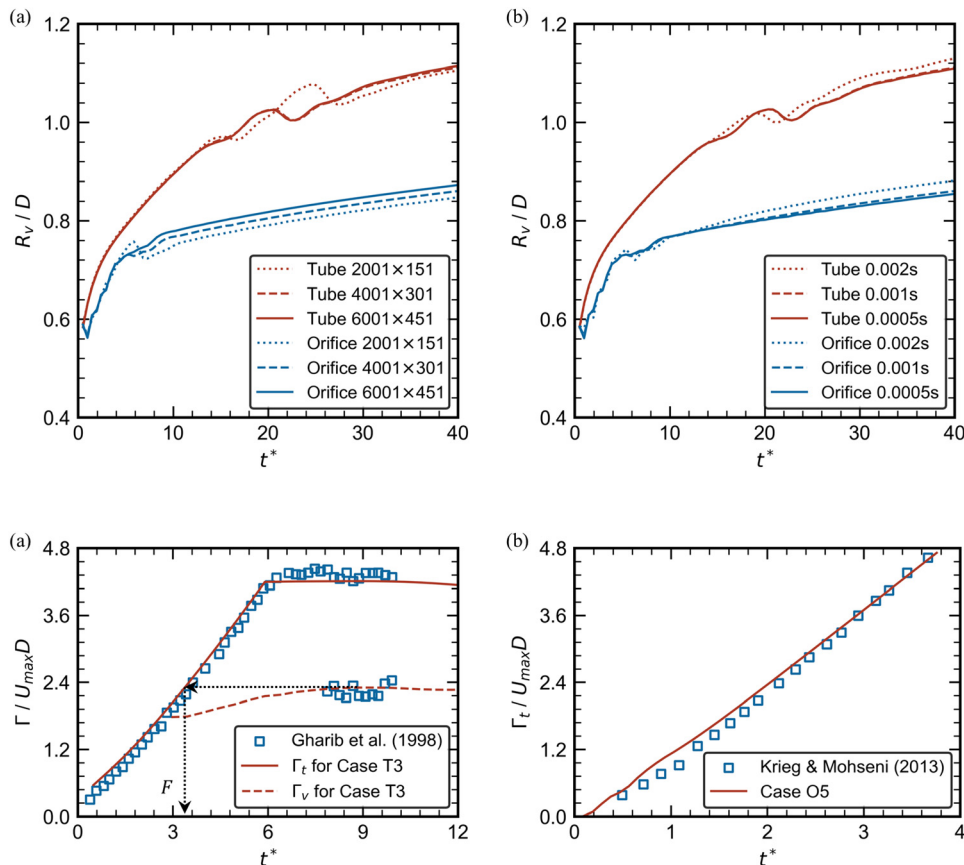 (a)
1.2
1.0
0.8
0.6
0.4
R_v / D
Tube 2001×151
Tube 4001×301
Tube 6001×451
Orifice 2001×151
Orifice 4001×301
Orifice 6001×451
0 10 20 30 40
t*
(b)
1.2
1.0
0.8
0.6
0.4
R_v / D
Tube 0.002s
Tube 0.001s
Tube 0.0005s
Orifice 0.002s
Orifice 0.001s
Orifice 0.0005s
0 10 20 30 40
t*
(a)
4.8
3.6
2.4
1.2
0.0
Γ / U_max D
F
Gharib et al. (1998)
Γ_t for Case T3
Γ_v for Case T3
0 3 6 9 12
t*
(b)
4.8
3.6
2.4
1.2
0.0
Γ_t / U_max D
Krieg & Mohseni (2013)
Case O5
0 1 2 3 4
t*